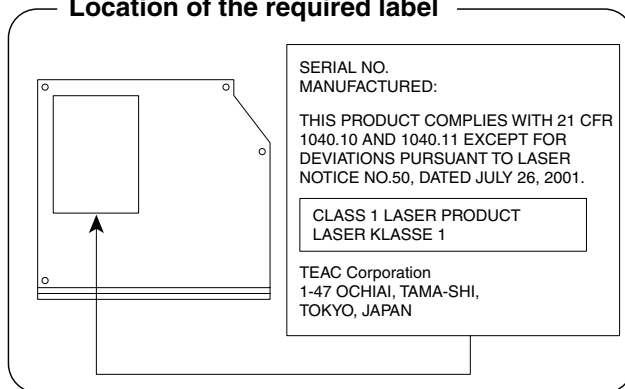 Location of the required label
SERIAL NO.
MANUFACTURED:
THIS PRODUCT COMPLIES WITH 21 CFR
1040.10 AND 1040.11 EXCEPT FOR
DEVIATIONS PURSUANT TO LASER
NOTICE NO.50, DATED JULY 26, 2001.
CLASS 1 LASER PRODUCT
LASER KLASSE 1
TEAC Corporation
1-47 OCHIAI, TAMA-SHI,
TOKYO, JAPAN